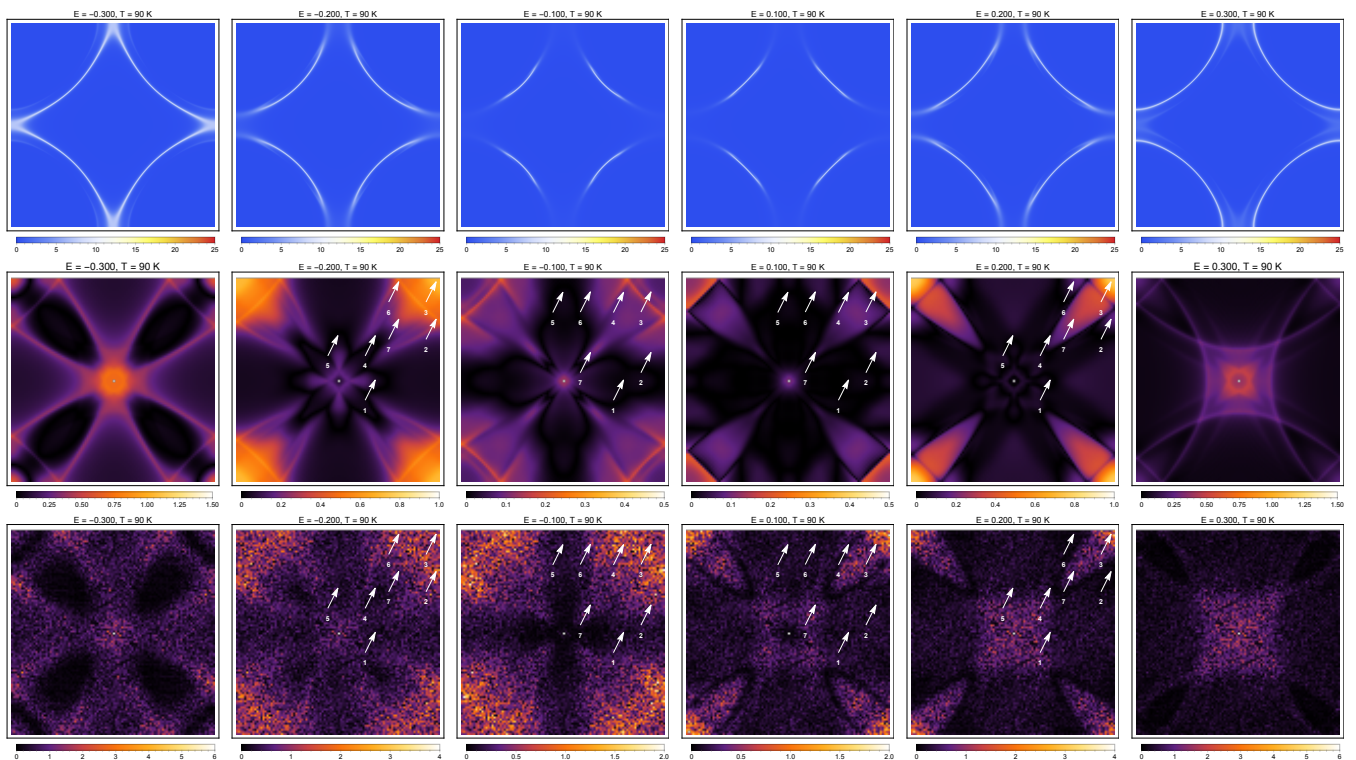 E = −0.300, T = 90 K
E = −0.200, T = 90 K
E = −0.100, T = 90 K
E = 0.100, T = 90 K
E = 0.200, T = 90 K
E = 0.300, T = 90 K
0 5 10 15 20 25
0 5 10 15 20 25
0 5 10 15 20 25
0 5 10 15 20 25
0 5 10 15 20 25
0 5 10 15 20 25
E = −0.300, T = 90 K
E = −0.200, T = 90 K
E = −0.100, T = 90 K
E = 0.100, T = 90 K
E = 0.200, T = 90 K
E = 0.300, T = 90 K
6 3
7 2
5 4
1
5 6 4 3
7 2
1
5 6 4 3
7 2
1
6 3
7 2
5 4
1
0 0.25 0.50 0.75 1.00 1.25 1.50
0 0.2 0.4 0.6 0.8 1.0
0 0.1 0.2 0.3 0.4 0.5
0 0.1 0.2 0.3 0.4 0.5
0 0.2 0.4 0.6 0.8 1.0
0 0.25 0.50 0.75 1.00 1.25 1.50
E = −0.300, T = 90 K
E = −0.200, T = 90 K
E = −0.100, T = 90 K
E = 0.100, T = 90 K
E = 0.200, T = 90 K
E = 0.300, T = 90 K
6 3
7 2
5 4
1
5 6 4 3
7 2
1
5 6 4 3
7 2
1
6 3
7 2
5 4
1
0 1 2 3 4 5 6
0 1 2 3 4
0 0.5 1.0 1.5 2.0
0 0.5 1.0 1.5 2.0
0 1 2 3 4
0 1 2 3 4 5 6